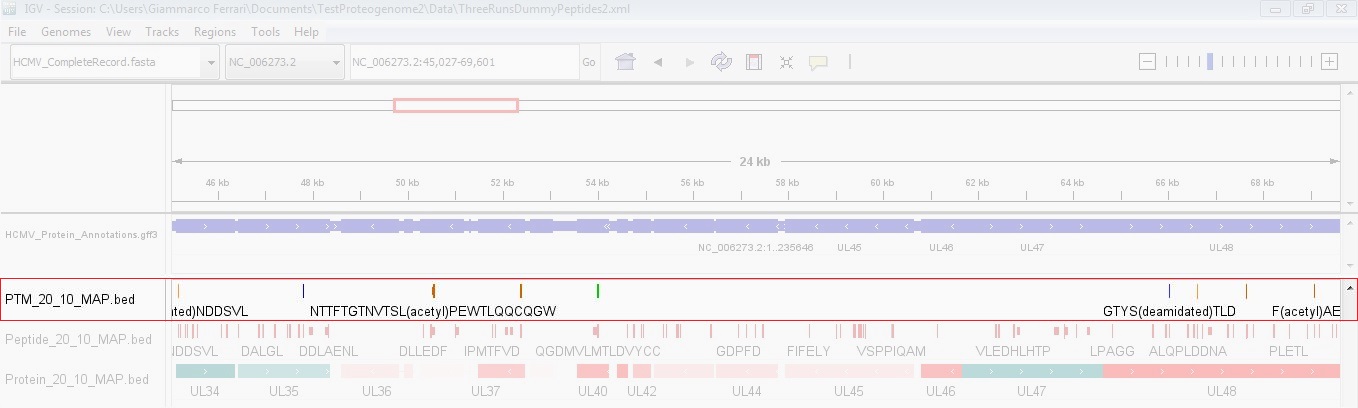 IGV - Session: C:\Users\Giammarco Ferrari\Documents\TestProteogenome2\Data\ThreeRunsDummyPeptides2.xml
File Genomes View Tracks Regions Tools Help
HCMV_CompleteRecord.fasta NC_006273.2 NC_006273.2:45,027-69,601 Go
24 kb
46 kb 48 kb 50 kb 52 kb 54 kb 56 kb 58 kb 60 kb 62 kb 64 kb 66 kb 68 kb
HCMV_Protein_Annotations.gff3
NC_006273.2:1..235646 UL45 UL46 UL47 UL48
PTM_20_10_MAP.bed
ated)NDDSVL NTTFTGTNVTSL(acetyl)PEWTLQQCQGW GTYS(deamidated)TLD F(acetyl)AE
Peptide_20_10_MAP.bed
NDDSVL DALGL DDLAENL DLLEDF IPMTFVD QGDMVLMTLDVYCC GDPFD FIFELY VSPPIQAM VLEDHLHTP LPAGG ALQPLDDNA PLETL
Protein_20_10_MAP.bed
UL34 UL35 UL36 UL37 UL40 UL42 UL44 UL45 UL46 UL47 UL48